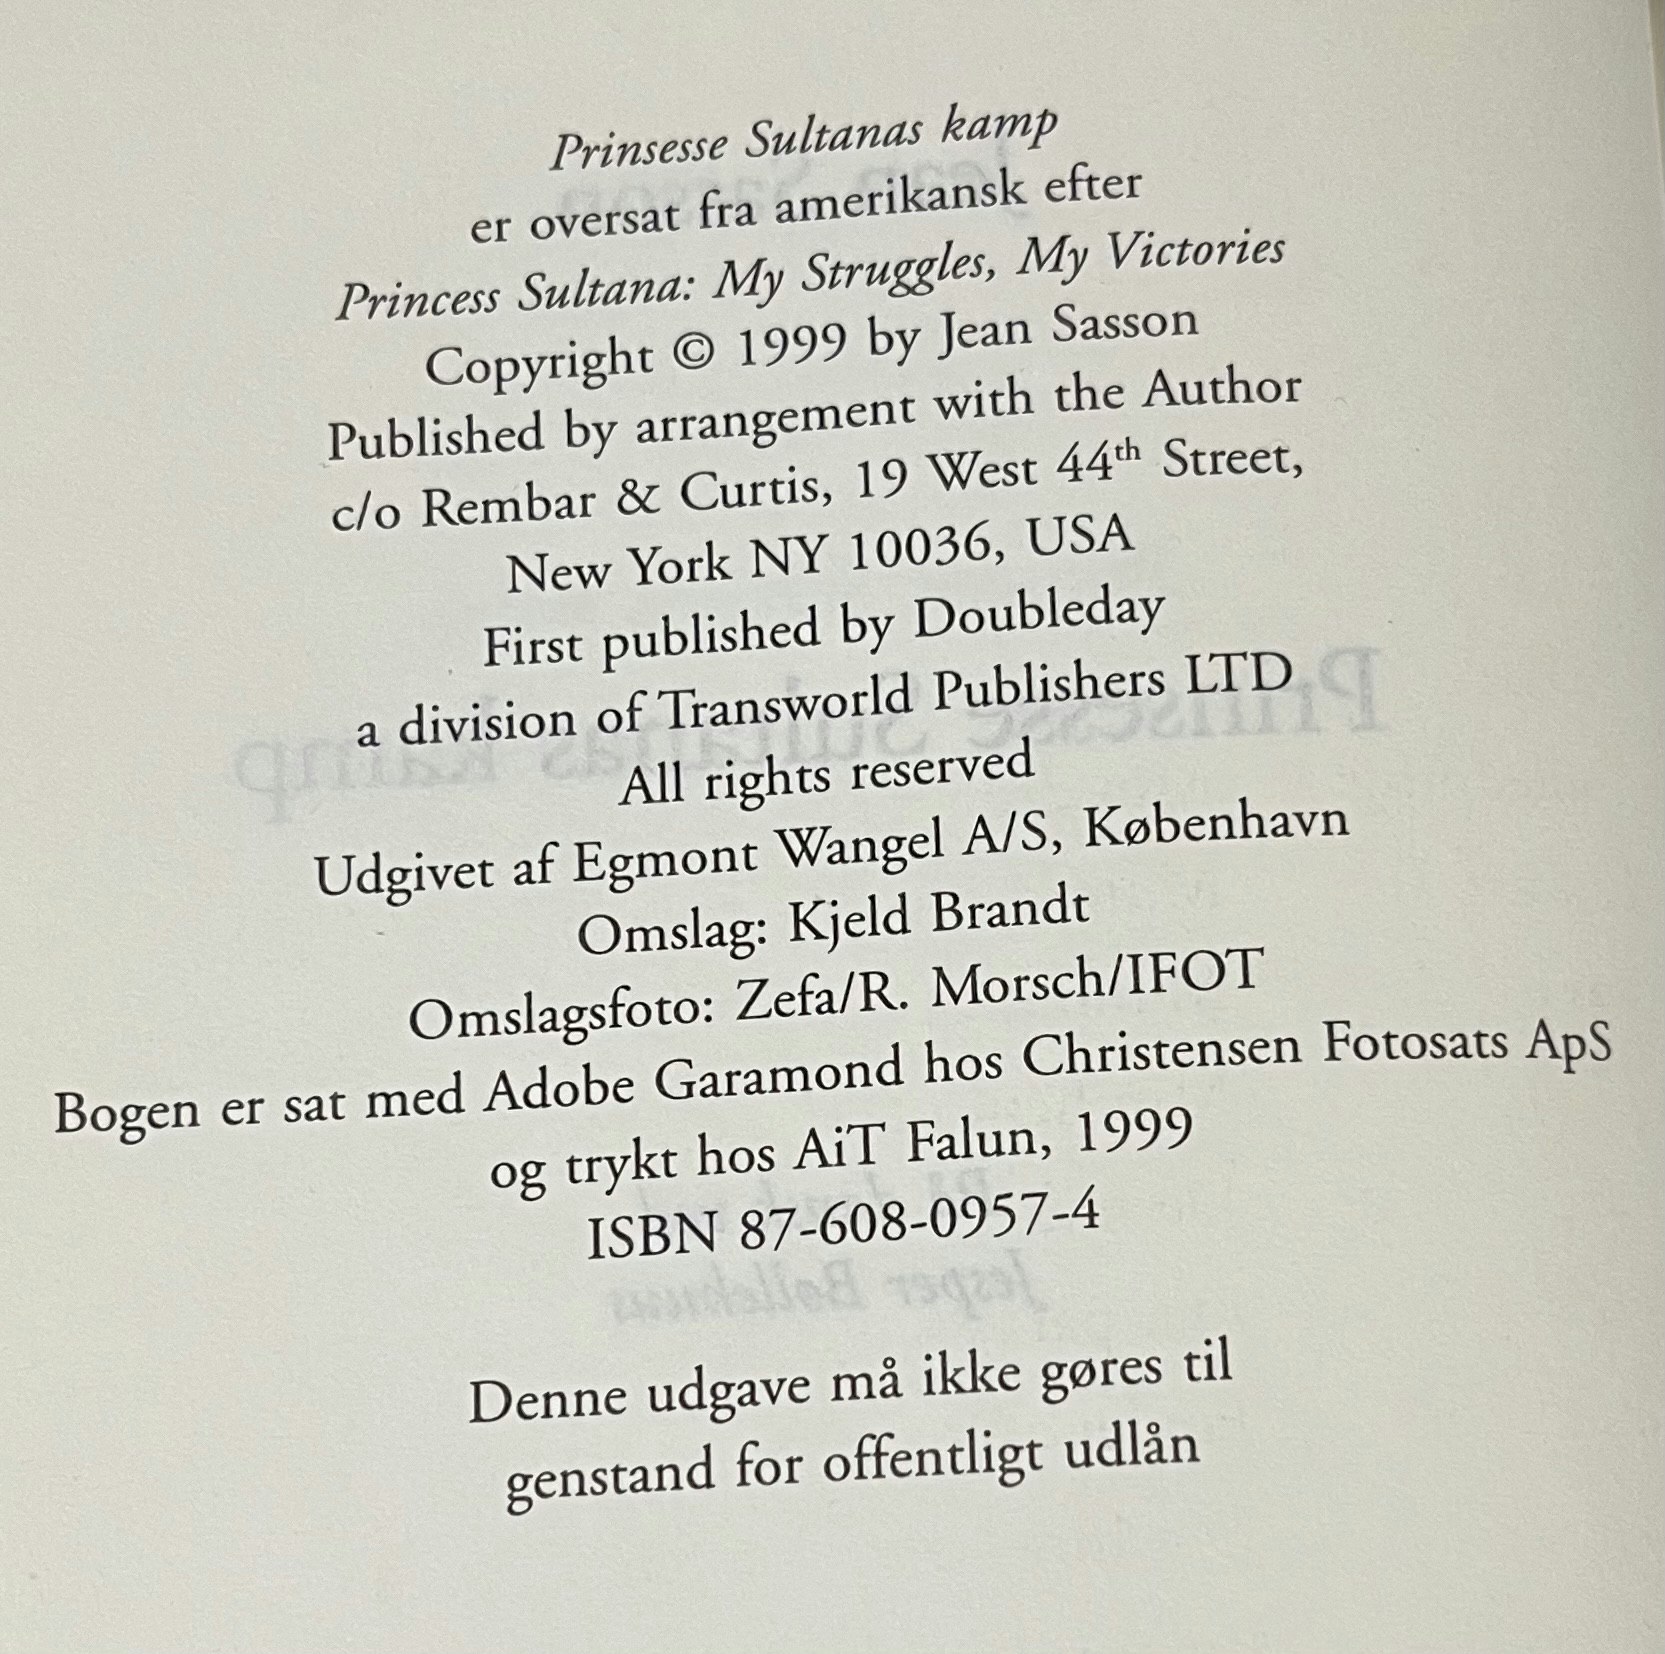 Prinsesse Sultanas kamp
er oversat fra amerikansk efter
Princess Sultana: My Struggles, My Victories
Copyright © 1999 by Jean Sasson
Published by arrangement with the Author
c/o Rembar & Curtis, 19 West 44th Street,
New York NY 10036, USA
First published by Doubleday
a division of Transworld Publishers LTD
All rights reserved
Udgivet af Egmont Wangel A/S, København
Omslag: Kjeld Brandt
Omslagsfoto: Zefa/R. Morsch/IFOT
Bogen er sat med Adobe Garamond hos Christensen Fotosats ApS
og trykt hos AiT Falun, 1999
ISBN 87-608-0957-4
Denne udgave må ikke gøres til
genstand for offentligt udlån